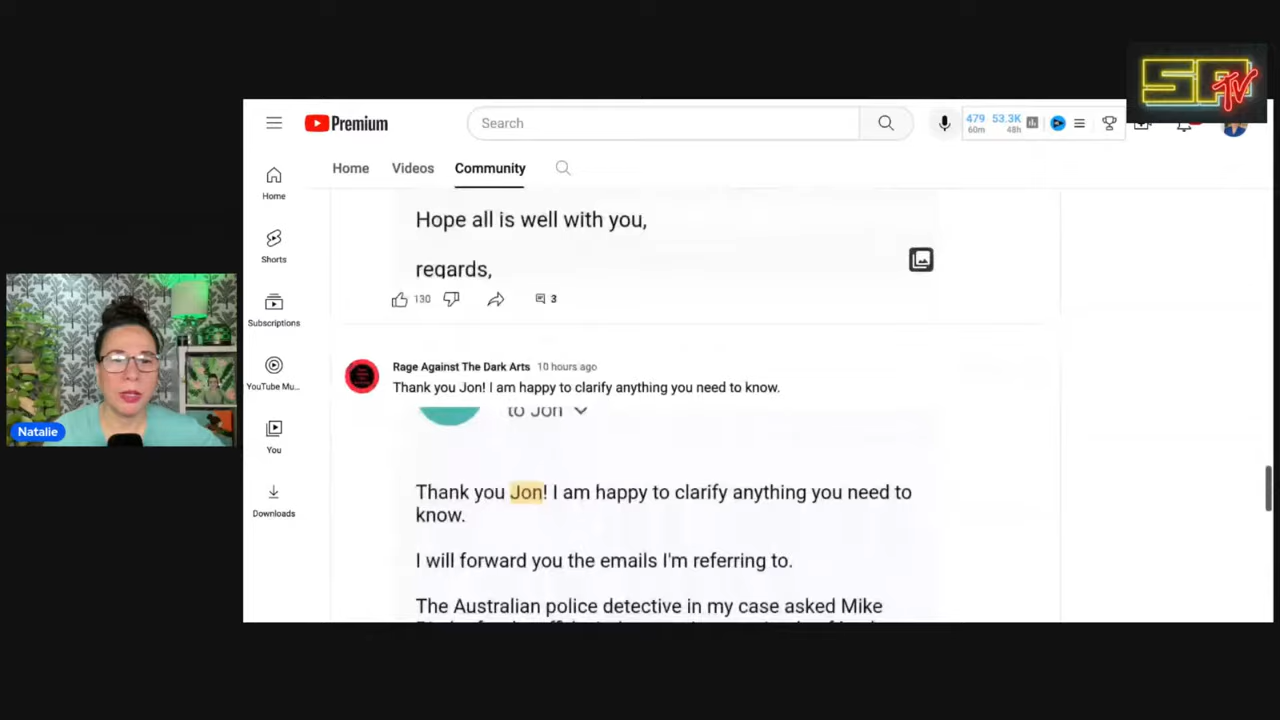 SPTV
Premium
Search
479 53.3K
60m 48h
Home Videos Community
Home
Shorts
Subscriptions
YouTube Mu...
You
Downloads
Hope all is well with you,
regards,
130
3
Rage Against The Dark Arts 10 hours ago
Thank you Jon! I am happy to clarify anything you need to know.
to Jon
Thank you Jon! I am happy to clarify anything you need to
know.
I will forward you the emails I'm referring to.
The Australian police detective in my case asked Mike
Natalie